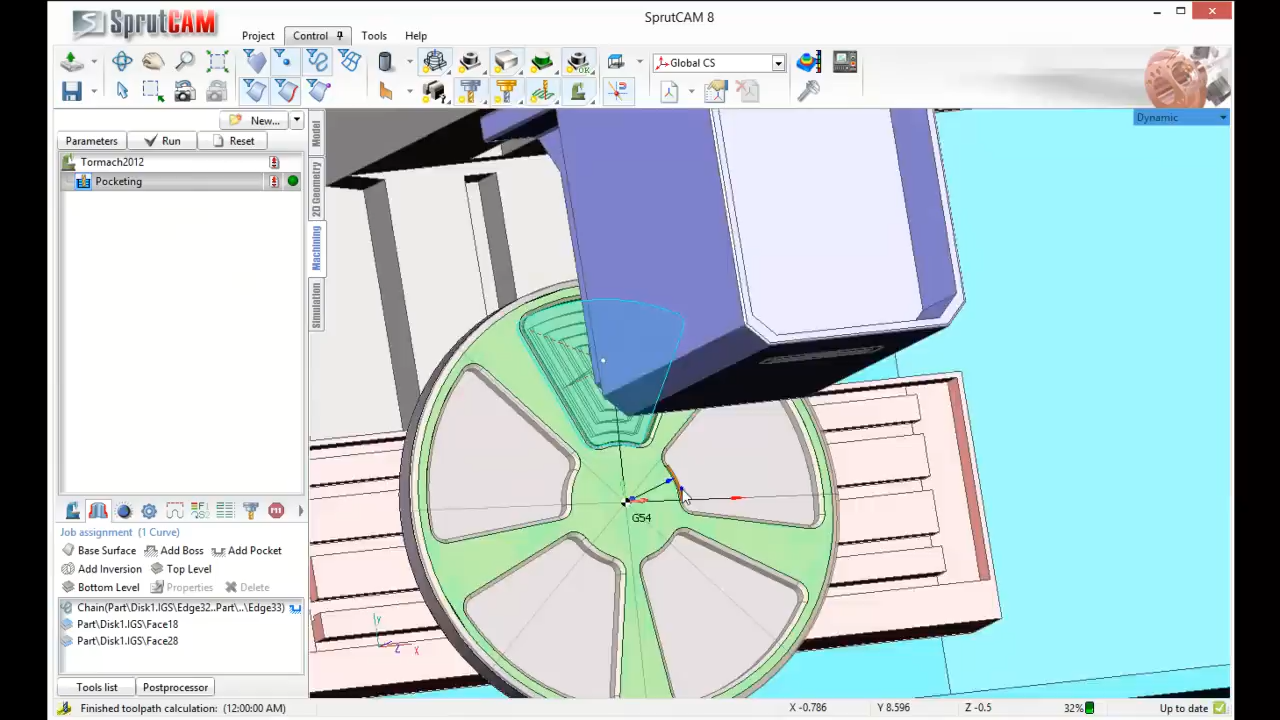 SprutCAM
SprutCAM 8
Project Control Tools Help
Global CS
New...
Parameters Run Reset
Tormach2012
Pocketing
Model
2D Geometry
Machining
Simulation
Dynamic
G54
Y
Z X
Job assignment (1 Curve)
Base Surface Add Boss Add Pocket
Add Inversion Top Level
Bottom Level Properties Delete
Chain(Part\Disk1.IGS\Edge32..Part\..\Edge33)
Part\Disk1.IGS\Face18
Part\Disk1.IGS\Face28
Tools list Postprocessor
Finished toolpath calculation: (12:00:00 AM) X -0.786 Y 8.596 Z -0.5 32% Up to date